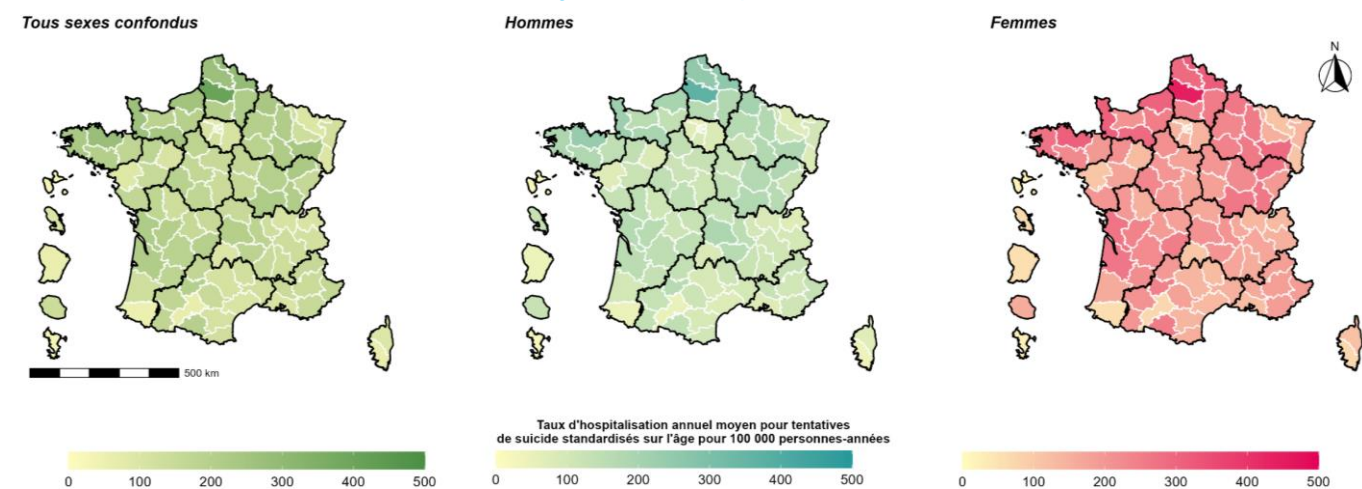 Tous sexes confondus
Hommes
Femmes
N
500 km
Taux d'hospitalisation annuel moyen pour tentatives
de suicide standardisés sur l'âge pour 100 000 personnes-années
0 100 200 300 400 500
0 100 200 300 400 500
0 100 200 300 400 500